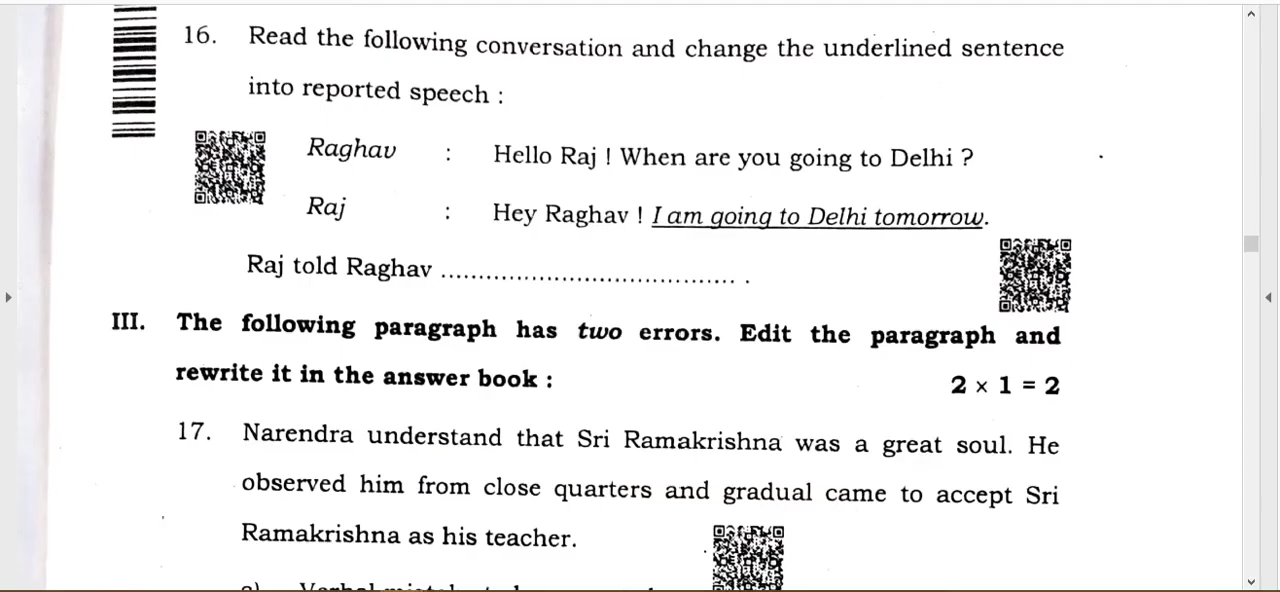 16. Read the following conversation and change the underlined sentence
into reported speech :
Raghav : Hello Raj ! When are you going to Delhi ?
Raj : Hey Raghav ! I am going to Delhi tomorrow.
Raj told Raghav ........................................ .
III. The following paragraph has two errors. Edit the paragraph and
rewrite it in the answer book : 2 × 1 = 2
17. Narendra understand that Sri Ramakrishna was a great soul. He
observed him from close quarters and gradual came to accept Sri
Ramakrishna as his teacher.